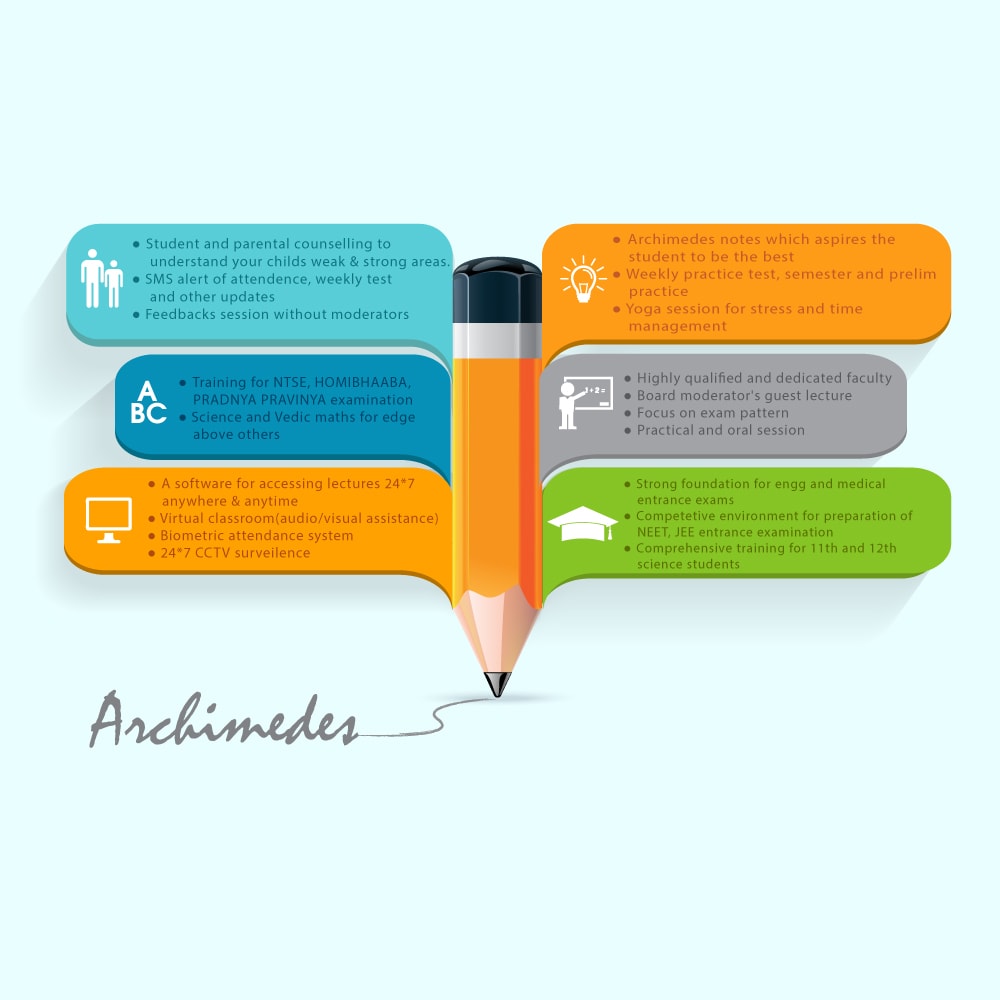 ● Student and parental counselling to
understand your childs weak & strong areas.
● SMS alert of attendence, weekly test
and other updates
● Feedbacks session without moderators
● Archimedes notes which aspires the
student to be the best
● Weekly practice test, semester and prelim
practice
● Yoga session for stress and time
management
A
BC
● Training for NTSE, HOMIBHAABA,
PRADNYA PRAVINYA examination
● Science and Vedic maths for edge
above others
1+2=
● Highly qualified and dedicated faculty
● Board moderator's guest lecture
● Focus on exam pattern
● Practical and oral session
● A software for accessing lectures 24*7
anywhere & anytime
● Virtual classroom(audio/visual assistance)
● Biometric attendance system
● 24*7 CCTV surveilence
● Strong foundation for engg and medical
entrance exams
● Competetive environment for preparation of
NEET, JEE entrance examination
● Comprehensive training for 11th and 12th
science students
Archimedes